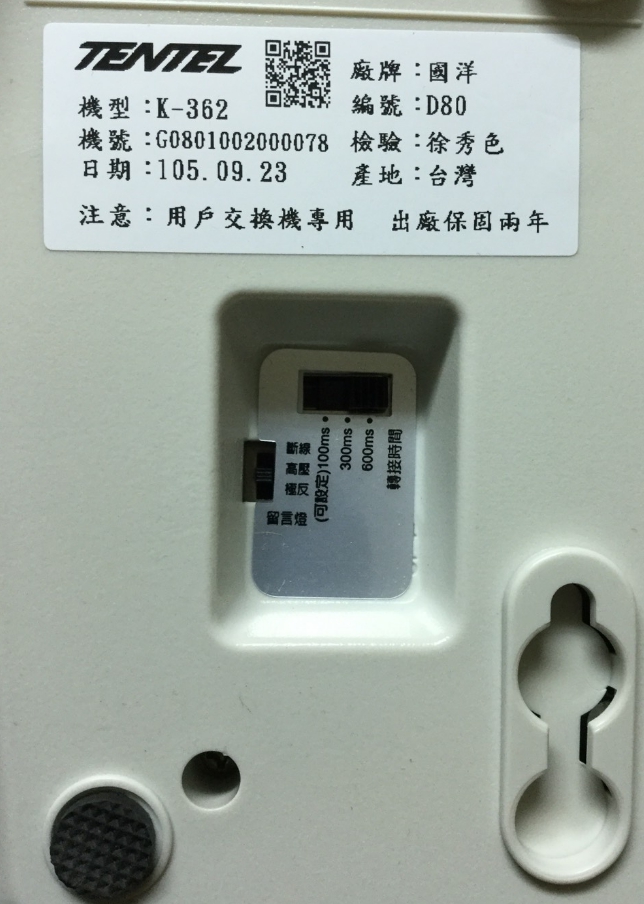 TENTEL
廠牌：國洋
機型：K-362 編號：D80
機號：G0801002000078 檢驗：徐秀色
日期：105.09.23 產地：台灣
注意：用戶交換機專用 出廠保固兩年
斷線
高壓
極反
留言燈
(可設定)100ms
300ms
600ms
轉接時間